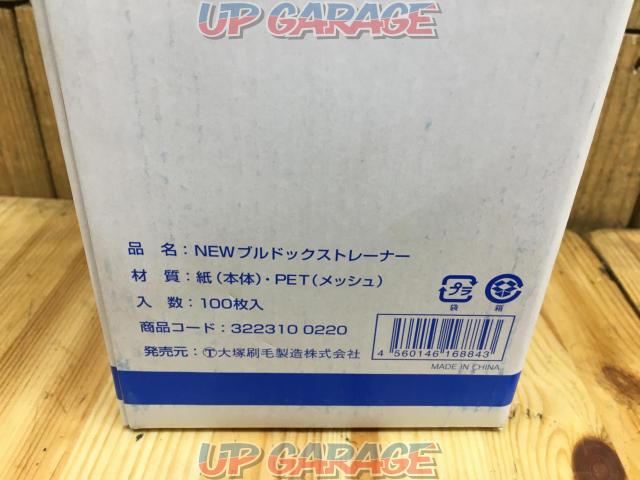 UP GARAGE
品 名：NEWブルドックストレーナー
材 質：紙（本体）・PET（メッシュ）
入 数：100枚入
商品コード：322310 0220
発売元：Ⓣ大塚刷毛製造株式会社
プラ
袋
箱
4 560146 168843
MADE IN CHINA
UP GARAGE